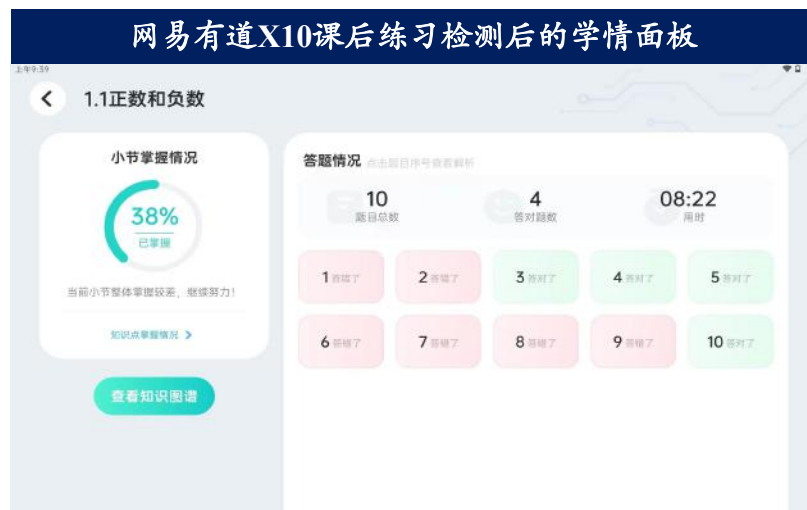 网易有道X10课后练习检测后的学情面板
上午9:39
1.1正数和负数
小节掌握情况
38%
已掌握
当前小节整体掌握较差，继续努力!
知识点掌握情况 >
查看知识图谱
答题情况 点击题目序号查看解析
10 4 08:22
题目总数 答对题数 用时
1 答错了 2 答错了 3 答对了 4 答对了 5 答对了
6 答错了 7 答错了 8 答错了 9 答错了 10 答对了